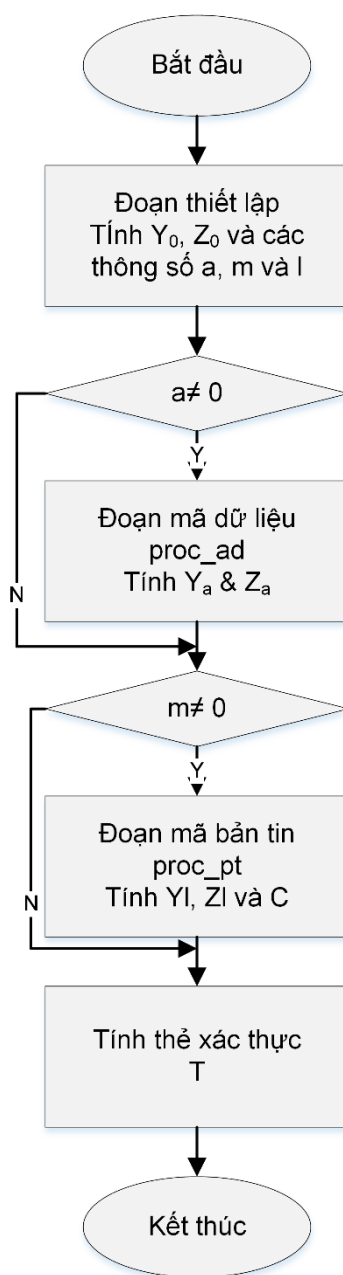 Bắt đầu
Đoạn thiết lập
TÍnh Y₀, Z₀ và các
thông số a, m và l
a≠ 0
Y
Đoạn mã dữ liệu
proc_ad
Tính Yₐ & Zₐ
N
m≠ 0
Y
Đoạn mã bản tin
proc_pt
Tính Yl, Zl và C
N
Tính thẻ xác thực
T
Kết thúc